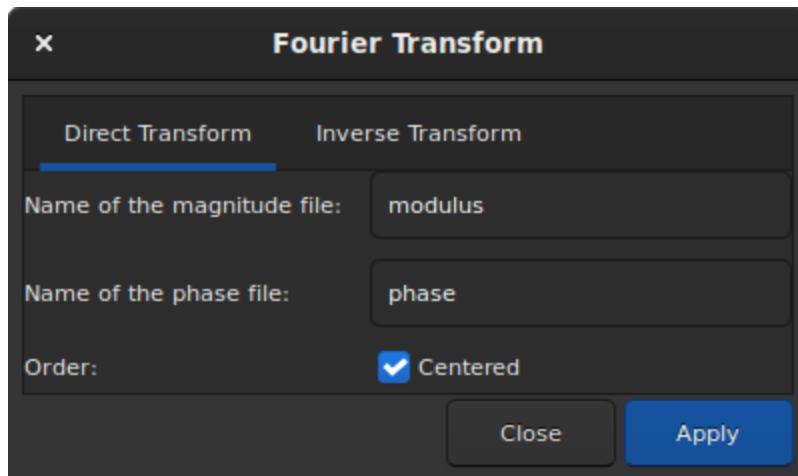 Fourier Transform
Direct Transform Inverse Transform
Name of the magnitude file: modulus
Name of the phase file: phase
Order: Centered
Close Apply